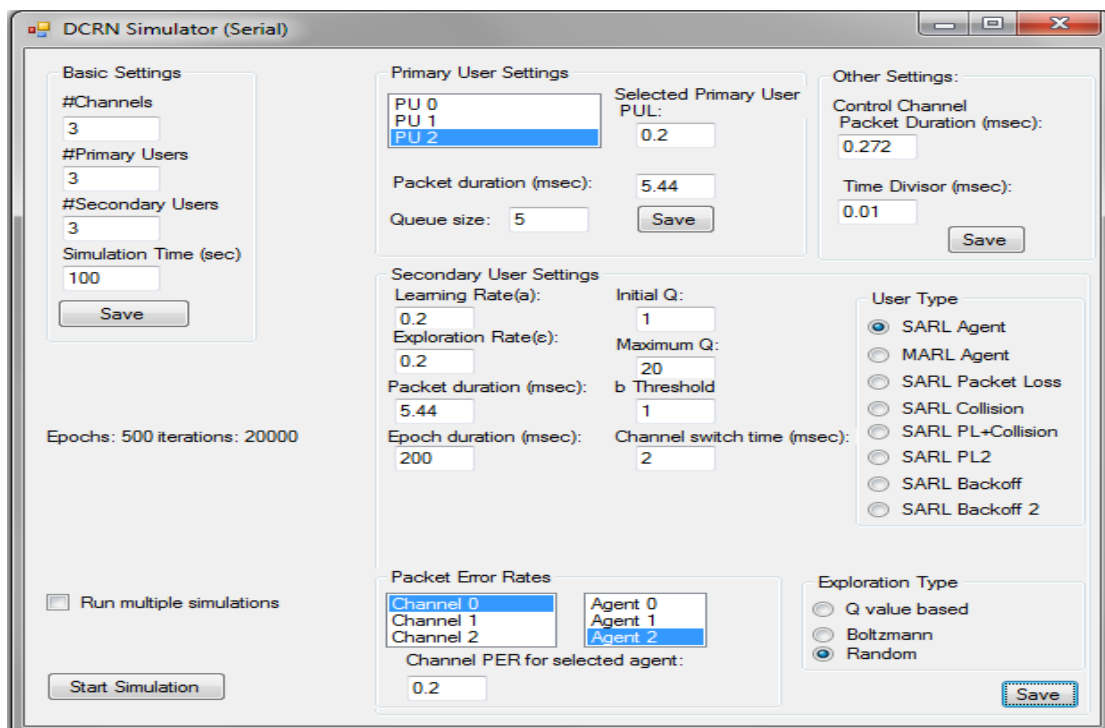 DCRN Simulator (Serial)
Basic Settings
#Channels
3
#Primary Users
3
#Secondary Users
3
Simulation Time (sec)
100
Save
Primary User Settings
PU 0
PU 1
PU 2
Selected Primary User
PUL:
0.2
Packet duration (msec):
5.44
Queue size: 5
Save
Other Settings:
Control Channel
Packet Duration (msec):
0.272
Time Divisor (msec):
0.01
Save
Secondary User Settings
Learning Rate(a):
0.2
Exploration Rate(ε):
0.2
Packet duration (msec):
5.44
Epoch duration (msec):
200
Initial Q:
1
Maximum Q:
20
b Threshold
1
Channel switch time (msec):
2
User Type
SARL Agent
MARL Agent
SARL Packet Loss
SARL Collision
SARL PL+Collision
SARL PL2
SARL Backoff
SARL Backoff 2
Epochs: 500 iterations: 20000
Run multiple simulations
Start Simulation
Packet Error Rates
Channel 0
Channel 1
Channel 2
Agent 0
Agent 1
Agent 2
Channel PER for selected agent:
0.2
Exploration Type
Q value based
Boltzmann
Random
Save